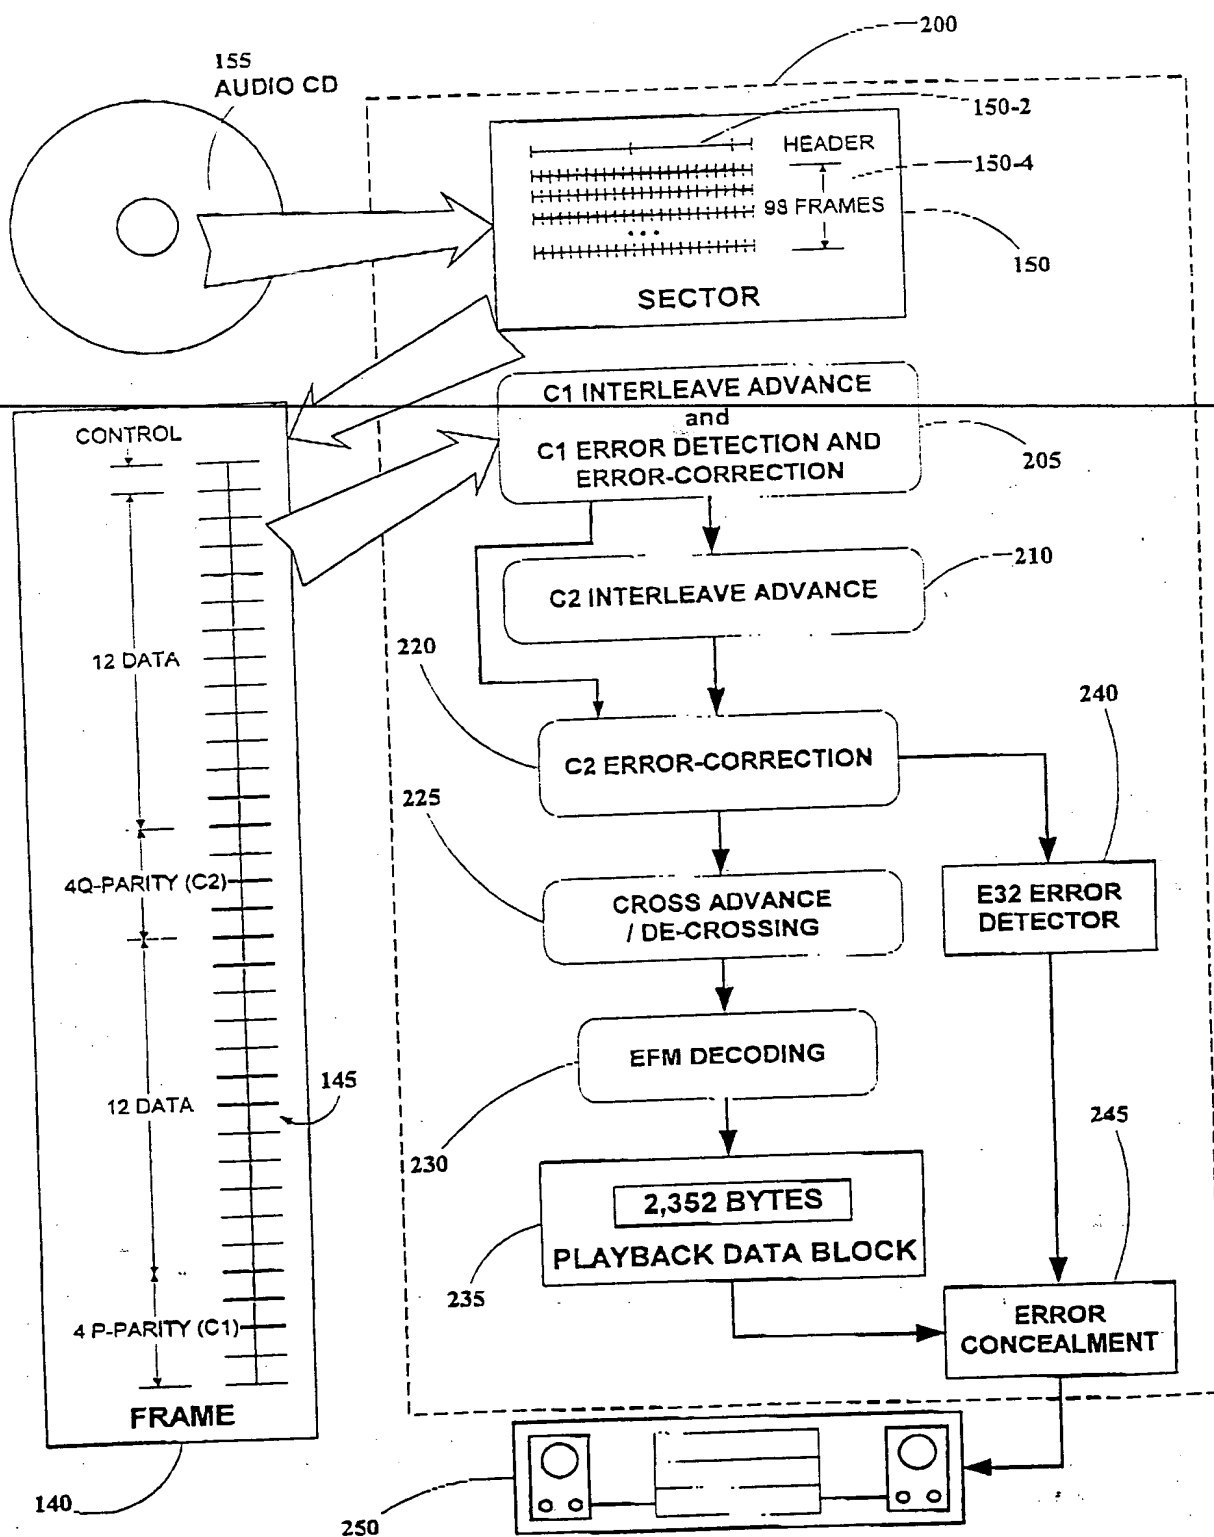 200
155
AUDIO CD
150-2
HEADER
150-4
98 FRAMES
150
SECTOR
C1 INTERLEAVE ADVANCE
and
C1 ERROR DETECTION AND
ERROR-CORRECTION
205
CONTROL
210
C2 INTERLEAVE ADVANCE
12 DATA
220
240
C2 ERROR-CORRECTION
225
4Q-PARITY (C2)
CROSS ADVANCE
/ DE-CROSSING
E32 ERROR
DETECTOR
EFM DECODING
145
12 DATA
230
245
2,352 BYTES
PLAYBACK DATA BLOCK
235
4 P-PARITY (C1)
ERROR
CONCEALMENT
FRAME
140
250